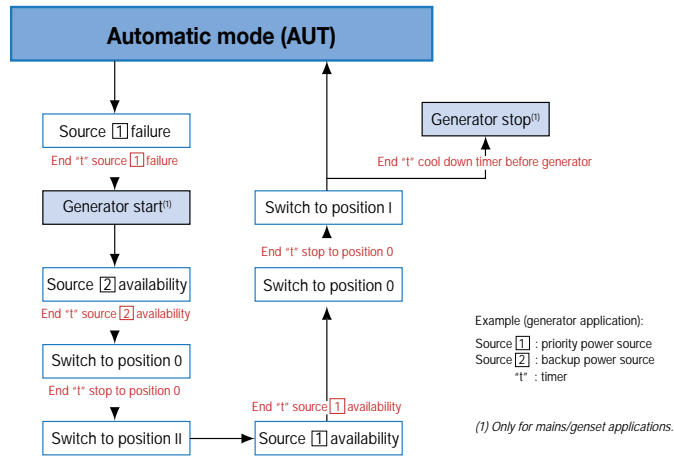 Automatic mode (AUT)
Source 1 failure
End “t” source 1 failure
Generator start(1)
Source 2 availability
End “t” source 2 availability
Switch to position 0
End “t” stop to position 0
Switch to position II
Source 1 availability
End “t” source 1 availability
Switch to position 0
End “t” stop to position 0
Switch to position I
End “t” cool down timer before generator
Generator stop(1)
Example (generator application):
Source 1 : priority power source
Source 2 : backup power source
“t” : timer
(1) Only for mains/genset applications.